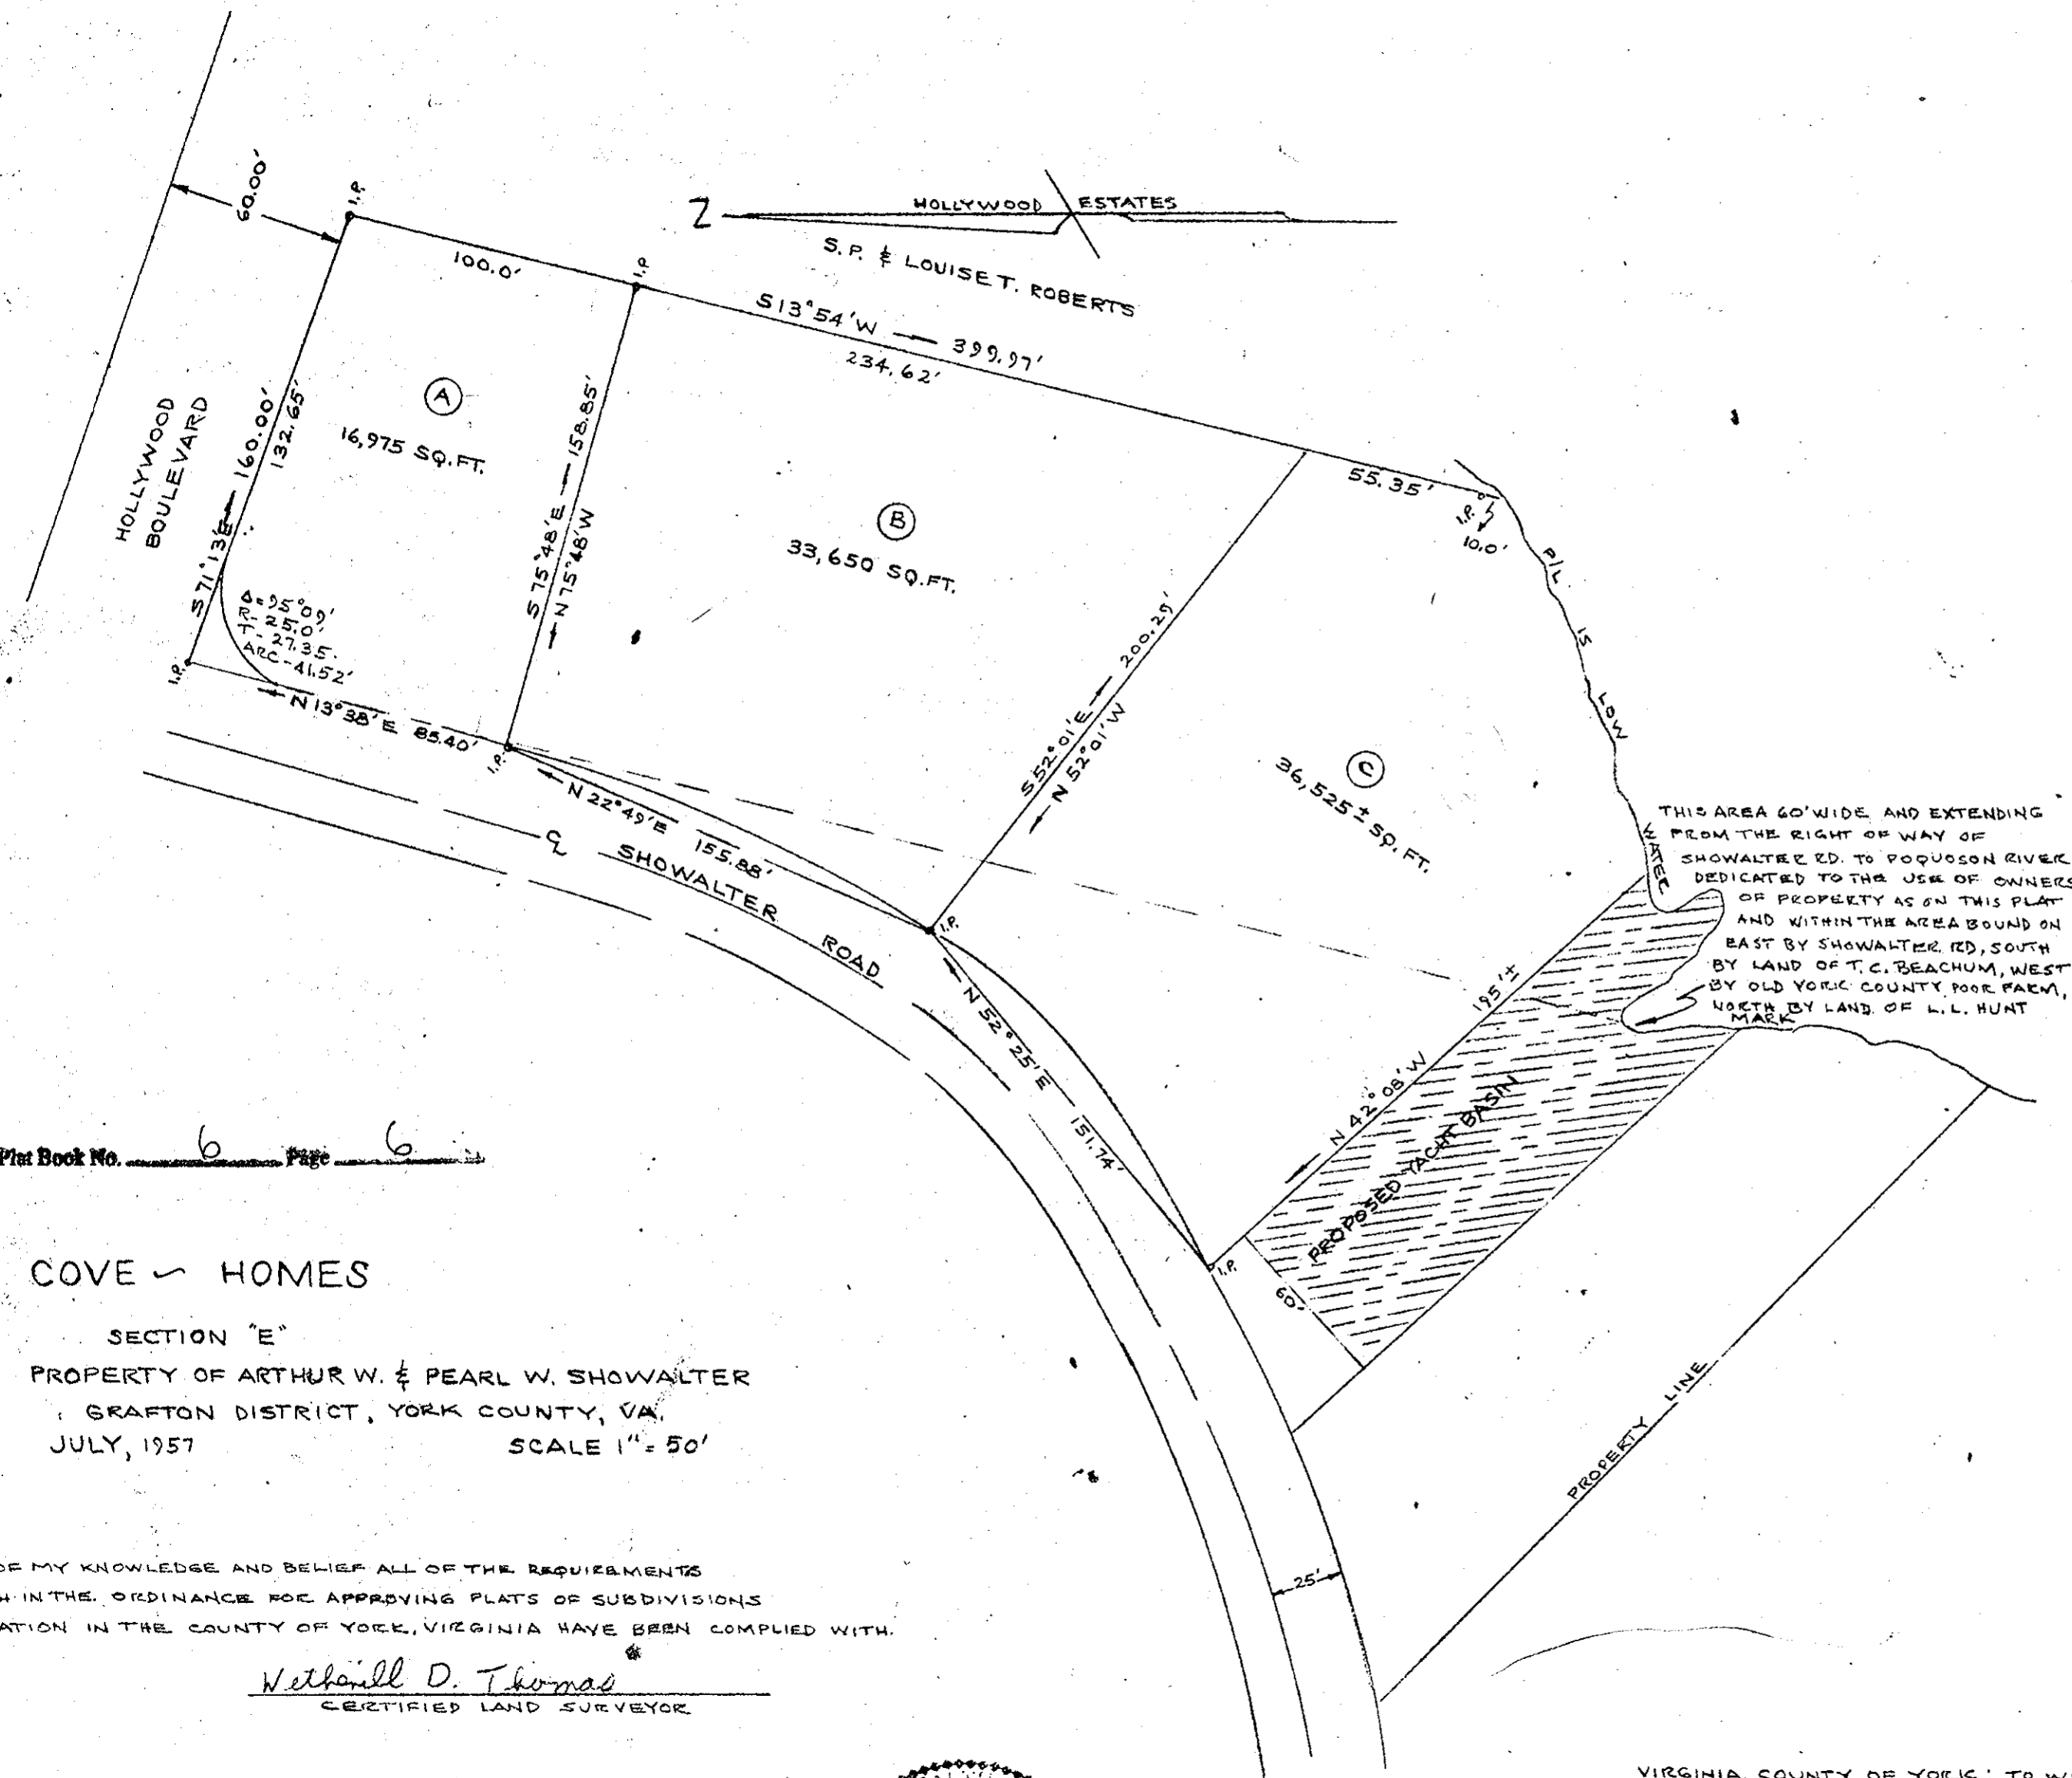 60.00'
I.P.
100.0'
I.P.
Z
HOLLYWOOD ESTATES
S.P. & LOUISE T. ROBERTS
S 13°54' W 399.97'
234.62'
55.35'
I.P.
10.0'
HOLLYWOOD
BOULEVARD
S 71°13' E 160.00'
132.65'
A
16,975 SQ.FT.
S 75°48' E 158.85'
N 75°48' W
B
33,650 SQ.FT.
Δ = 95°09'
R - 25.0'
T - 27.35
ARC - 41.52'
I.P.
N 13°38' E 85.40'
I.P.
N 22°49' E 155.88'
℄
SHOWALTER ROAD
S 52°01' E 200.29'
N 52°01' W
I.P.
C
36,525 ± SQ. FT.
P/L IS LOW WATER
MARK
THIS AREA 60' WIDE AND EXTENDING
FROM THE RIGHT OF WAY OF
SHOWALTER RD. TO POQUOSON RIVER
DEDICATED TO THE USE OF OWNERS
OF PROPERTY AS ON THIS PLAT
AND WITHIN THE AREA BOUND ON
EAST BY SHOWALTER RD, SOUTH
BY LAND OF T. C. BEACHUM, WEST
BY OLD YORK COUNTY POOR FARM,
NORTH BY LAND OF L. L. HUNT
N 52°25' E 151.74'
N 42°08' W 195'±
PROPOSED YACHT BASIN
I.P.
60'
PROPERTY LINE
25'
Plat Book No. 6 Page 6
COVE ~ HOMES
SECTION "E"
PROPERTY OF ARTHUR W. & PEARL W. SHOWALTER
GRAFTON DISTRICT, YORK COUNTY, VA.
JULY, 1957 SCALE 1" = 50'
OF MY KNOWLEDGE AND BELIEF ALL OF THE REQUIREMENTS
IN THE ORDINANCE FOR APPROVING PLATS OF SUBDIVISIONS
ATION IN THE COUNTY OF YORK, VIRGINIA HAVE BEEN COMPLIED WITH.
Wetherill D. Thomas
CERTIFIED LAND SURVEYOR
VIRGINIA, COUNTY OF YORK: TO W